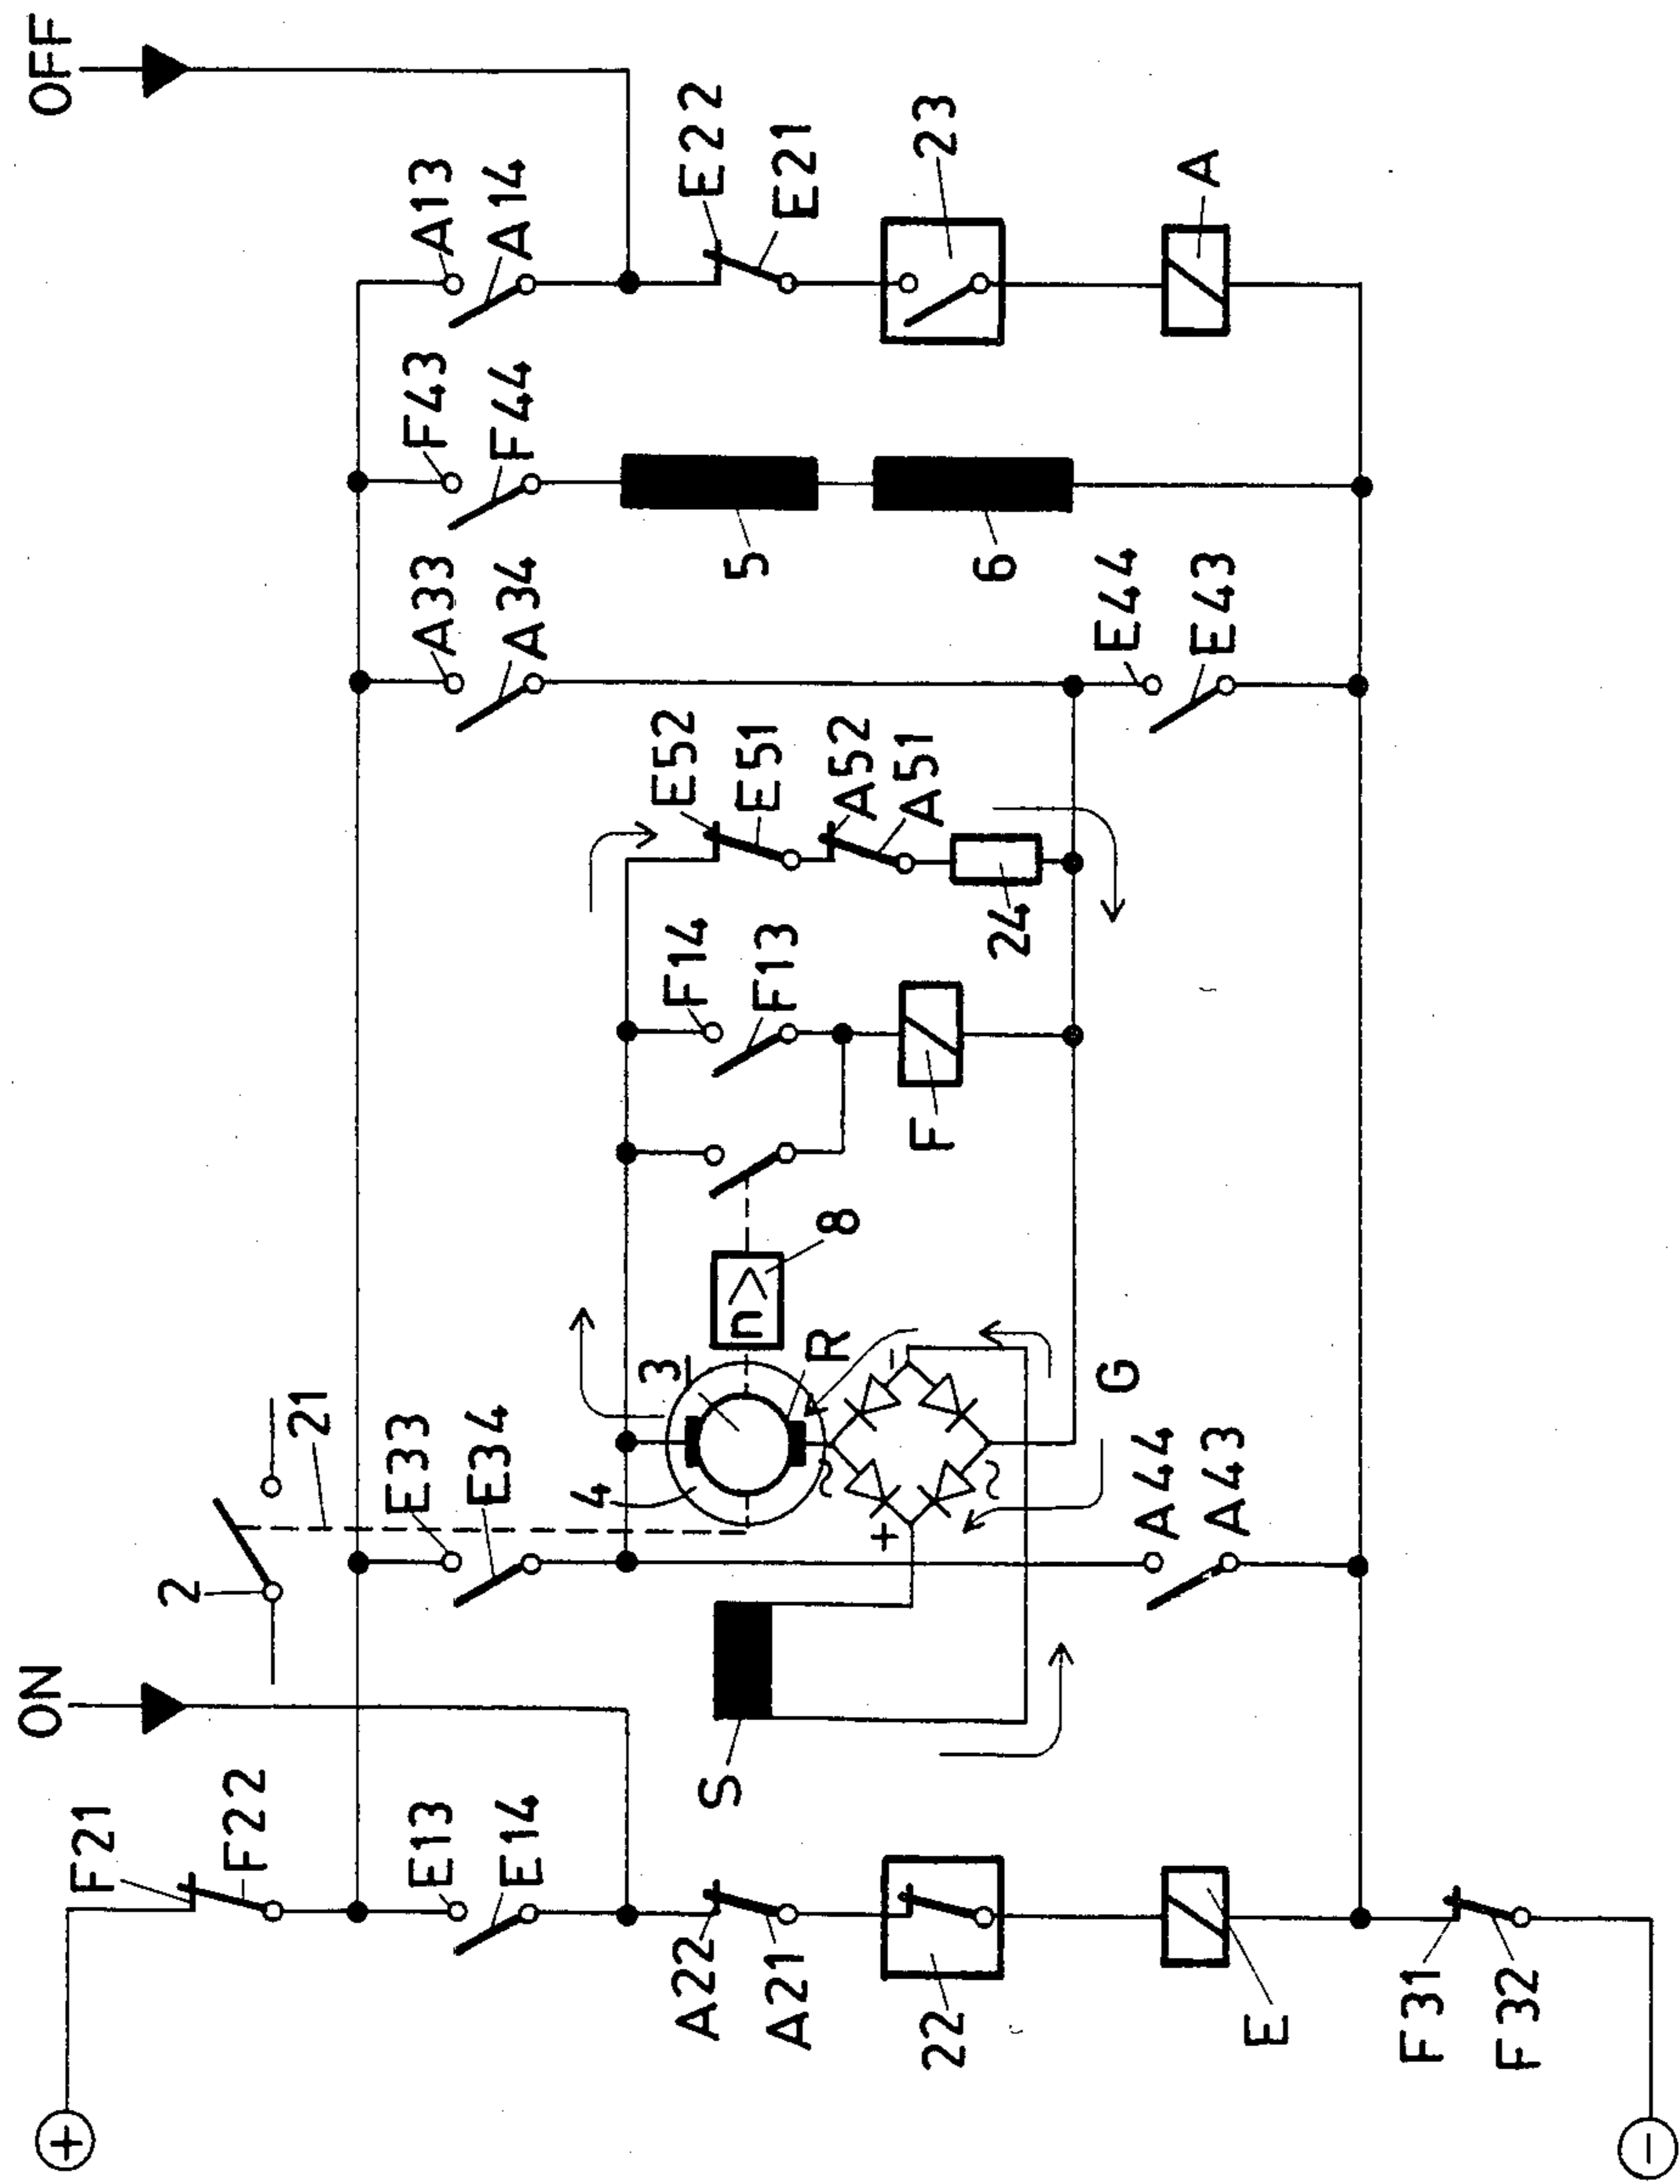 ON
OFF
2
21
F21
F22
E13
E14
E33
E34
A33
A34
F43
F44
A13
A14
3
4
n>
8
R
F14
F13
E52
E51
A52
A51
5
E22
E21
S
+
−
~
~
G
F
24
6
23
A22
A21
22
E
A44
A43
E44
E43
A
F31
F32
+
−